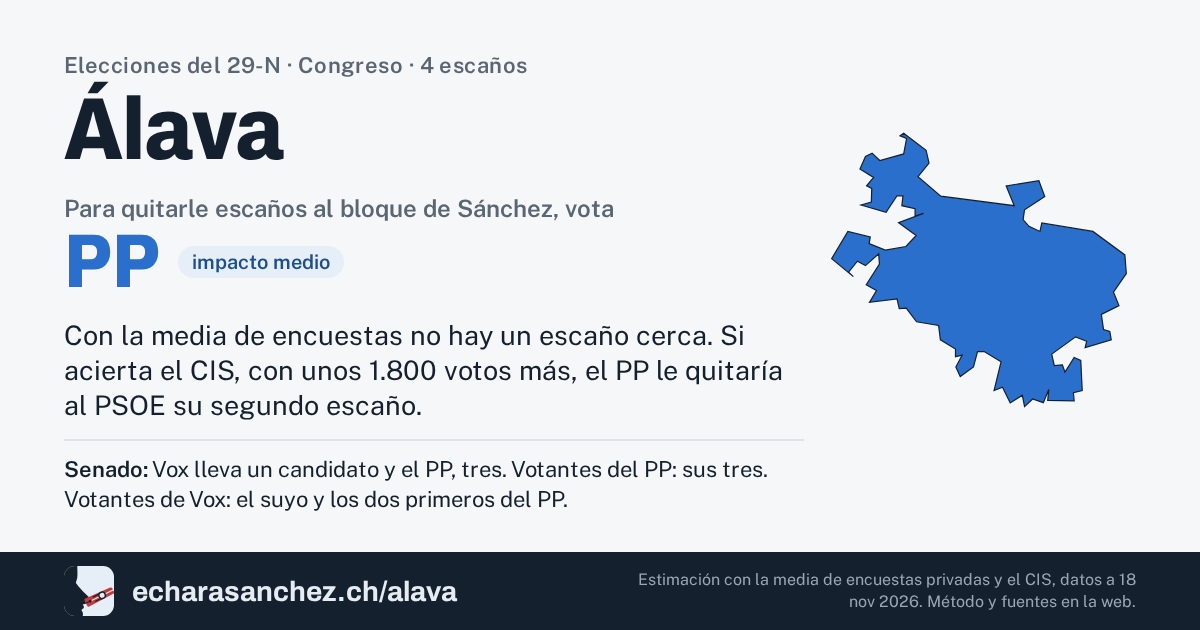 Elecciones del 29-N · Congreso · 4 escaños
Álava
Para quitarle escaños al bloque de Sánchez, vota
PP impacto medio
Con la media de encuestas no hay un escaño cerca. Si
acierta el CIS, con unos 1.800 votos más, el PP le quitaría
al PSOE su segundo escaño.
Senado: Vox lleva un candidato y el PP, tres. Votantes del PP: sus tres.
Votantes de Vox: el suyo y los dos primeros del PP.
echarasanchez.ch/alava
Estimación con la media de encuestas privadas y el CIS, datos a 18
nov 2026. Método y fuentes en la web.